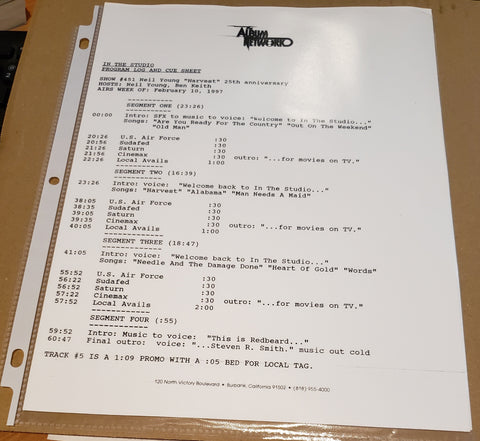 ALBUM
NETWORK
IN THE STUDIO
PROGRAM LOG AND CUE SHEET
SHOW #451 Neil Young "Harvest" 25th anniversary
HOSTS: Neil Young, Ben Keith
AIRS WEEK OF: February 10, 1997
SEGMENT ONE (23:26)
00:00 Intro: SFX to music to voice: "Welcome to In The Studio..."
Songs: "Are You Ready For The Country" "Out On The Weekend"
"Old Man"
20:26 U.S. Air Force :30
20:56 Sudafed :30
21:26 Saturn :30
21:56 Cinemax :30 outro: "...for movies on TV."
22:26 Local Avails 1:00
SEGMENT TWO (16:39)
23:26 Intro: voice: "Welcome back to In The Studio..."
Songs: "Harvest" "Alabama" "Man Needs A Maid"
38:05 U.S. Air Force :30
38:35 Sudafed :30
39:05 Saturn :30
39:35 Cinemax :30 outro: "...for movies on TV."
40:05 Local Avails 1:00
SEGMENT THREE (18:47)
41:05 Intro: voice: "Welcome back to In The Studio..."
Songs: "Needle And The Damage Done" "Heart Of Gold" "Words"
55:52 U.S. Air Force :30
56:22 Sudafed :30
56:52 Saturn :30
57:22 Cinemax :30 outro: "...for movies on TV."
57:52 Local Avails 2:00
SEGMENT FOUR (:55)
59:52 Intro: Music to voice: "This is Redbeard..."
60:47 Final outro: voice: "...Steven R. Smith." music out cold
TRACK #5 IS A 1:09 PROMO WITH A :05 BED FOR LOCAL TAG.
120 North Victory Boulevard • Burbank, California 91502 • (818) 955-4000